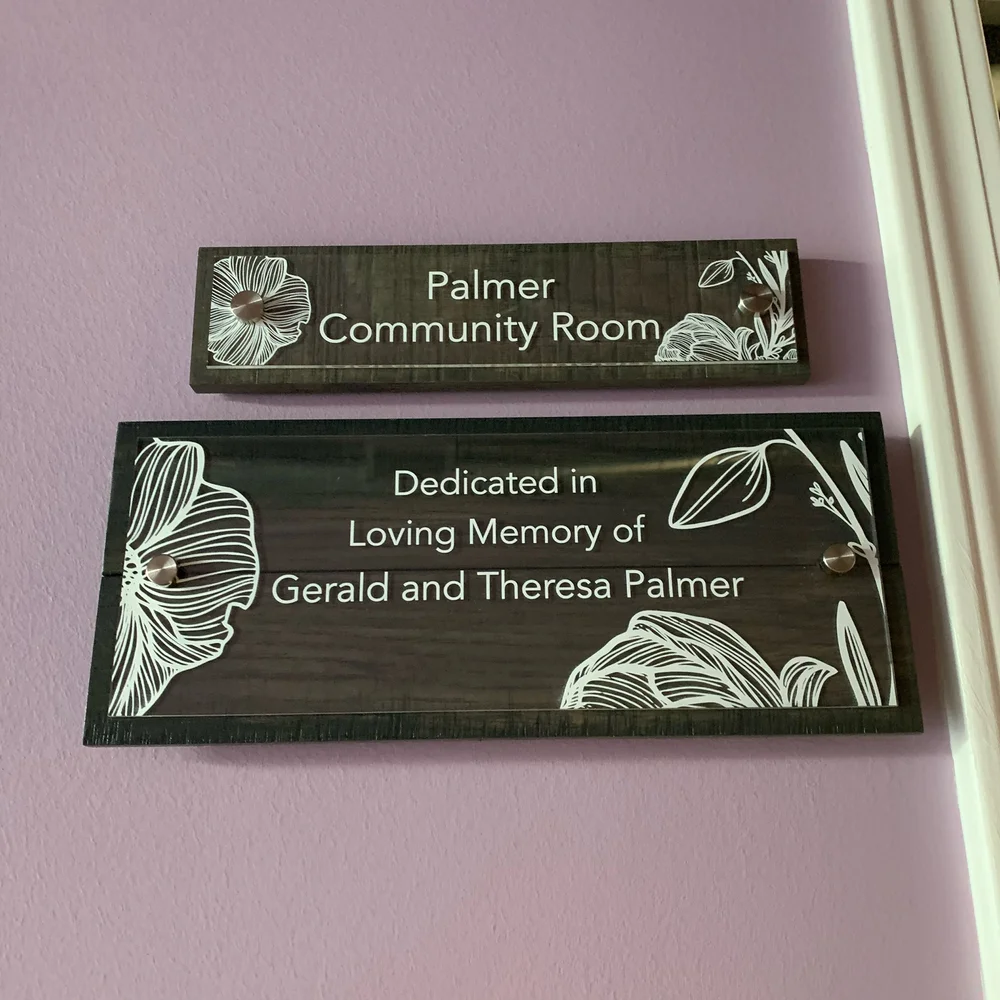 Palmer
Community Room
Dedicated in
Loving Memory of
Gerald and Theresa Palmer